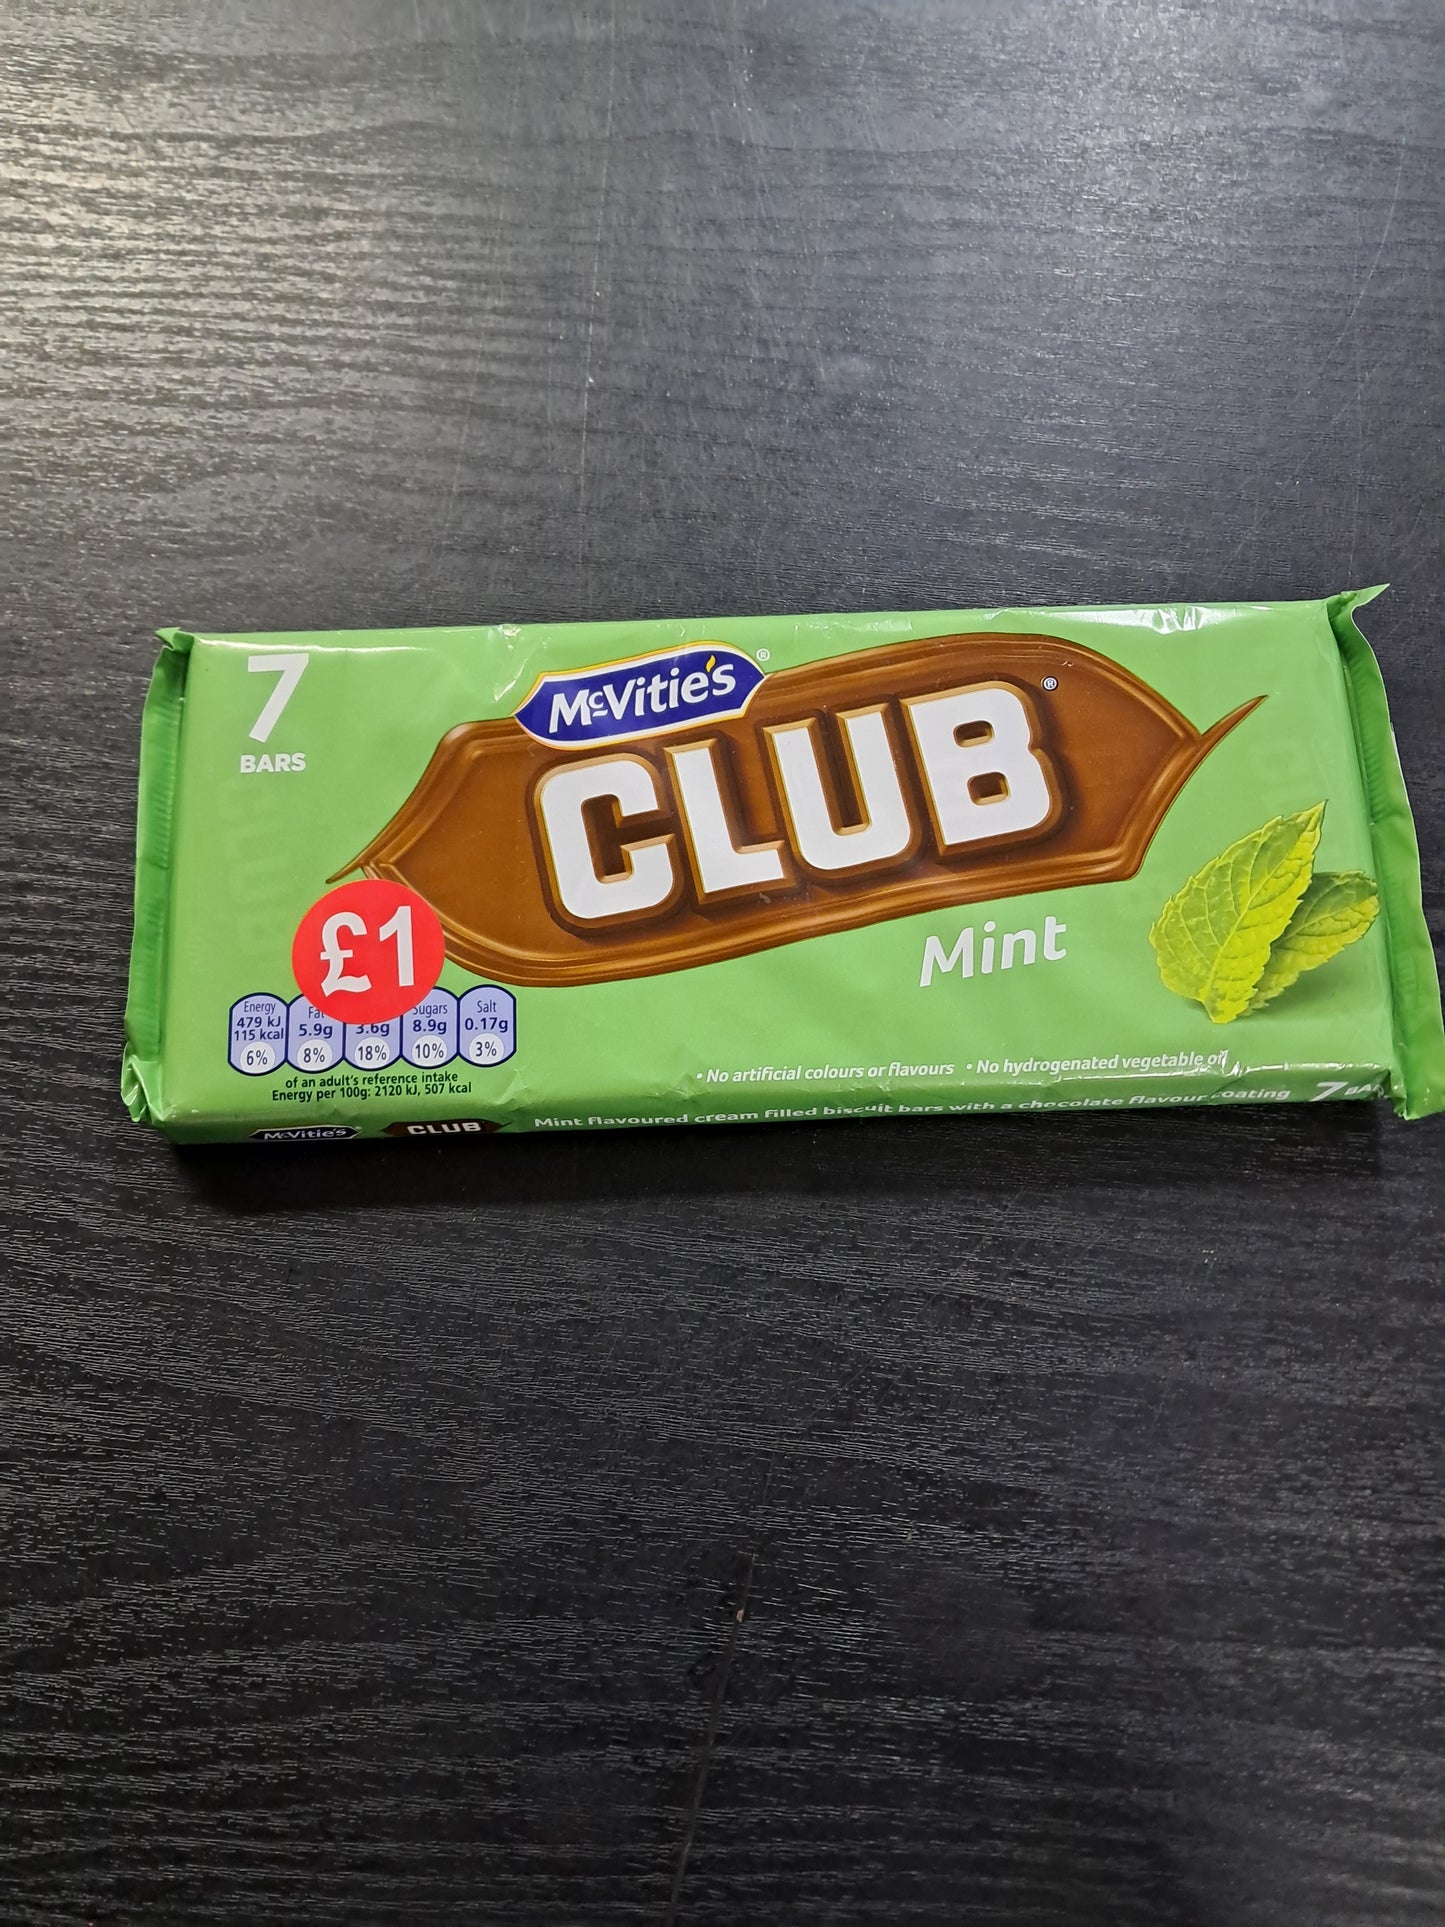 7
BARS
McVitie's ®
CLUB ®
Mint
£1
Energy
479 kJ
115 kcal
6%
Fat
5.9g
8%
3.6g
18%
Sugars
8.9g
10%
Salt
0.17g
3%
of an adult's reference intake
Energy per 100g: 2120 kJ, 507 kcal
• No artificial colours or flavours • No hydrogenated vegetable oil
McVitie's CLUB Mint flavoured cream filled biscuit bars with a chocolate flavour coating 7 BA